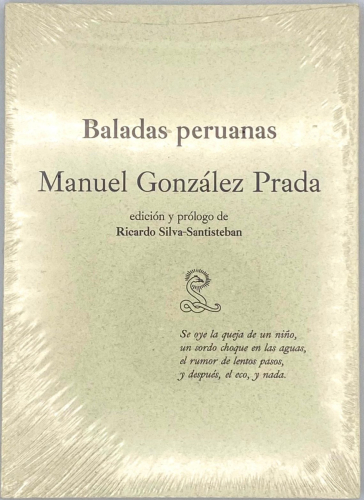 Baladas peruanas
Manuel González Prada
edición y prólogo de
Ricardo Silva-Santisteban
Se oye la queja de un niño,
un sordo choque en las aguas,
el rumor de lentos pasos,
y después, el eco, y nada.